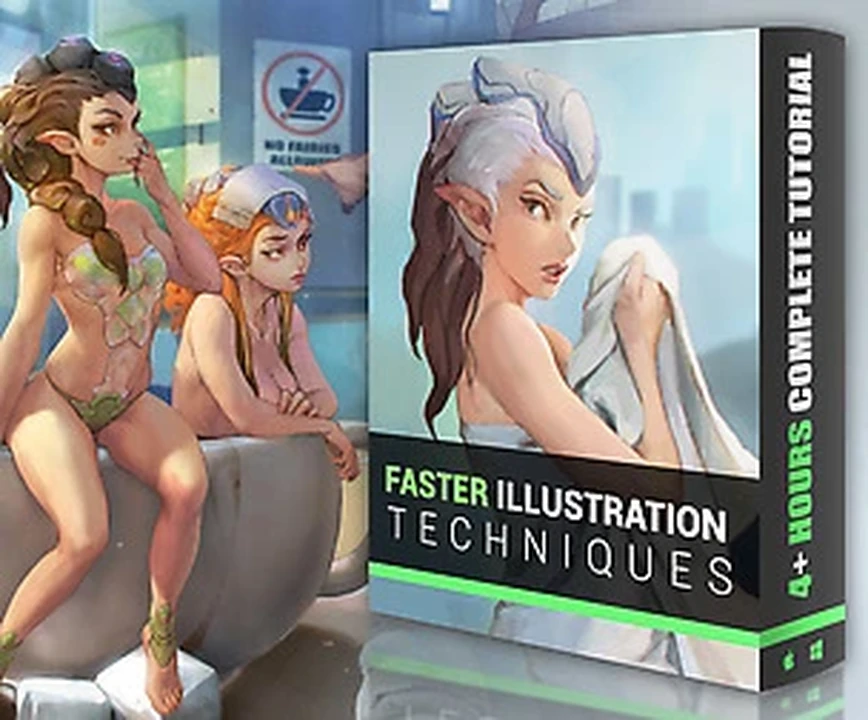 NO FAIRIES
ALLOWED
FASTER ILLUSTRATION
TECHNIQUES
4+ HOURS COMPLETE TUTORIAL